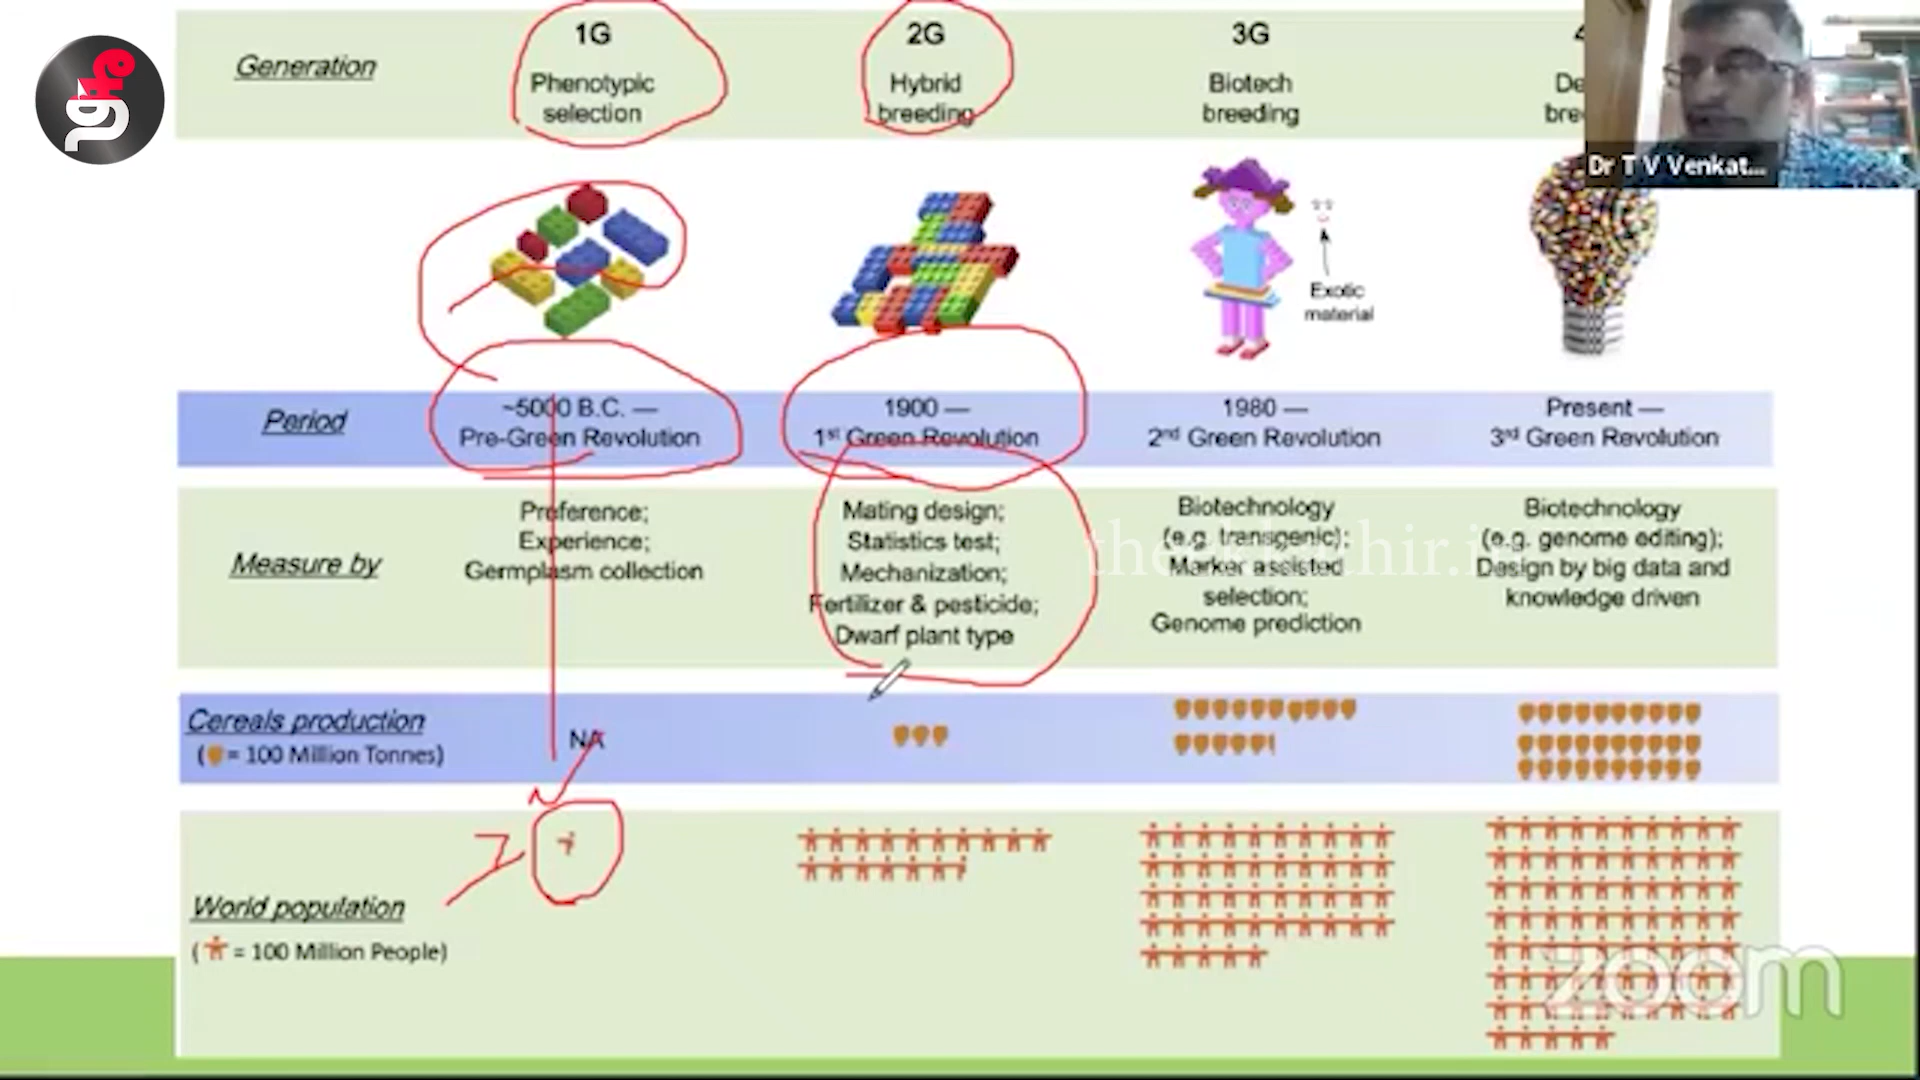 Generation
1G
Phenotypic
selection
2G
Hybrid
breeding
3G
Biotech
breeding
Dr T V Venkat...
Exotic
material
Period
~5000 B.C. —
Pre-Green Revolution
1900 —
1st Green Revolution
1980 —
2nd Green Revolution
Present —
3rd Green Revolution
Measure by
Preference;
Experience;
Germplasm collection
Mating design;
Statistics test;
Mechanization;
Fertilizer & pesticide;
Dwarf plant type
Biotechnology
(e.g. transgenic);
Marker assisted
selection;
Genome prediction
Biotechnology
(e.g. genome editing);
Design by big data and
knowledge driven
Cereals production
(= 100 Million Tonnes)
NA
World population
(= 100 Million People)
zoom